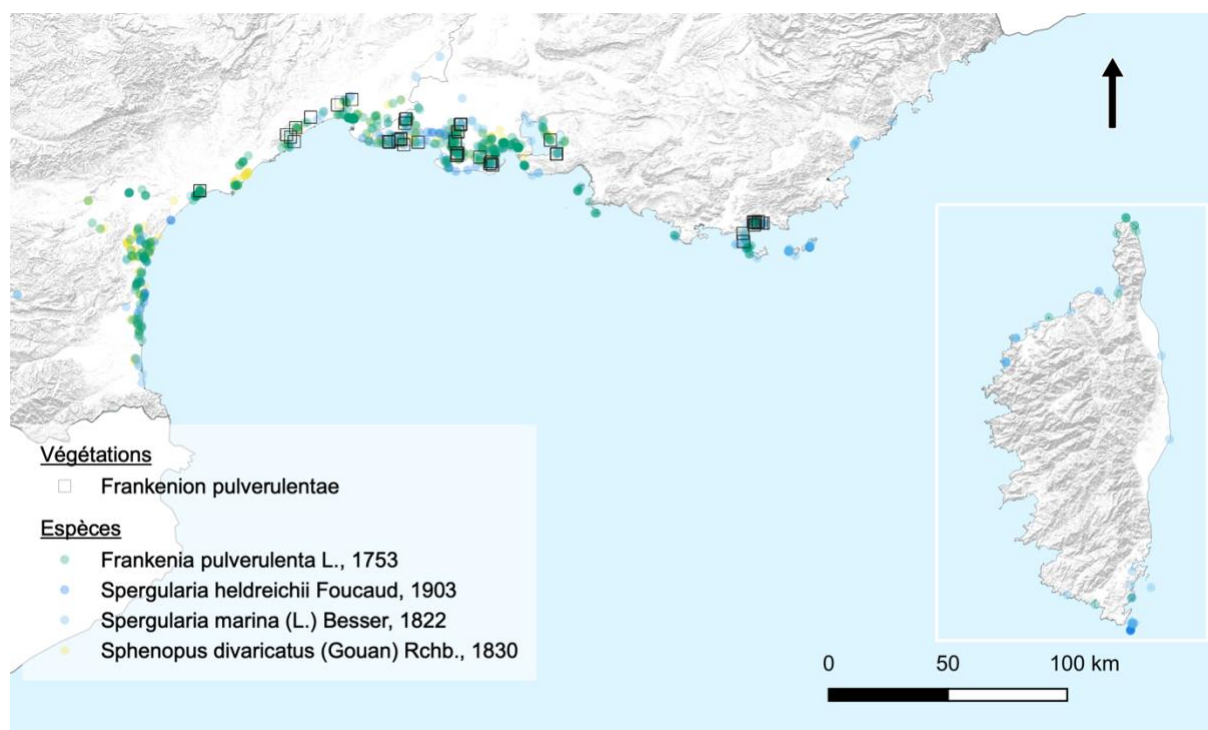 Végétations
Frankenion pulverulentae
Espèces
Frankenia pulverulenta L., 1753
Spergularia heldreichii Foucaud, 1903
Spergularia marina (L.) Besser, 1822
Sphenopus divaricatus (Gouan) Rchb., 1830
0 50 100 km